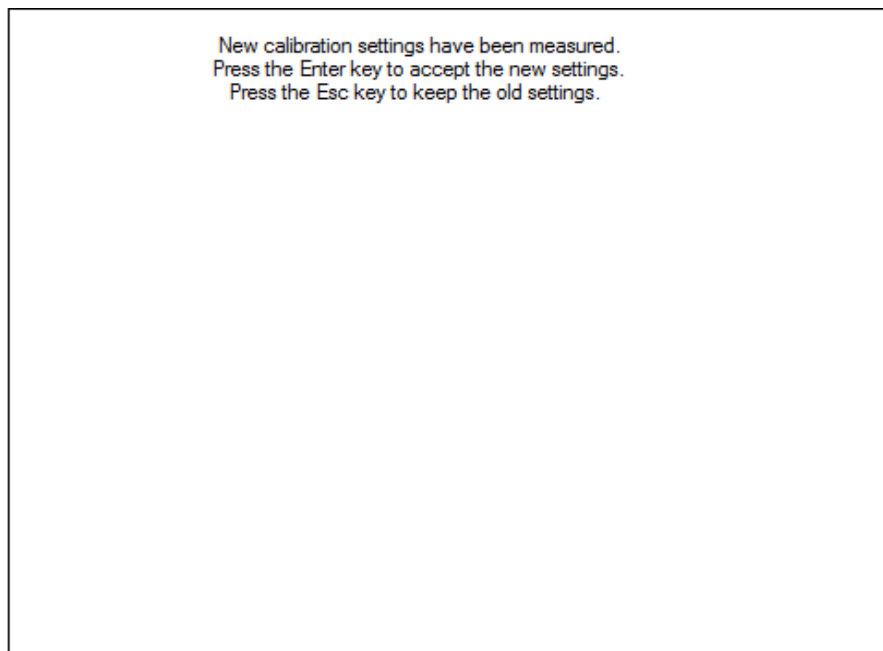 New calibration settings have been measured.
Press the Enter key to accept the new settings.
Press the Esc key to keep the old settings.